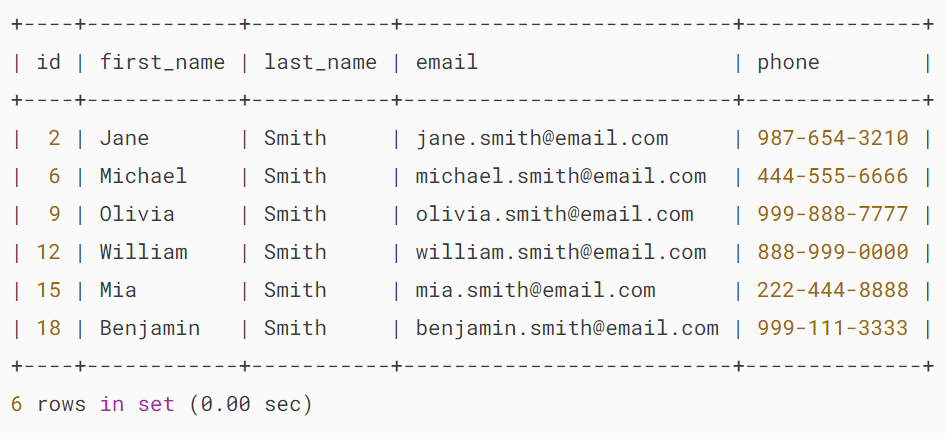 +----+------------+-----------+--------------------------+--------------+
| id | first_name | last_name | email                    | phone        |
+----+------------+-----------+--------------------------+--------------+
|  2 | Jane       | Smith     | jane.smith@email.com     | 987-654-3210 |
|  6 | Michael    | Smith     | michael.smith@email.com  | 444-555-6666 |
|  9 | Olivia     | Smith     | olivia.smith@email.com   | 999-888-7777 |
| 12 | William    | Smith     | william.smith@email.com  | 888-999-0000 |
| 15 | Mia        | Smith     | mia.smith@email.com      | 222-444-8888 |
| 18 | Benjamin   | Smith     | benjamin.smith@email.com | 999-111-3333 |
+----+------------+-----------+--------------------------+--------------+
6 rows in set (0.00 sec)